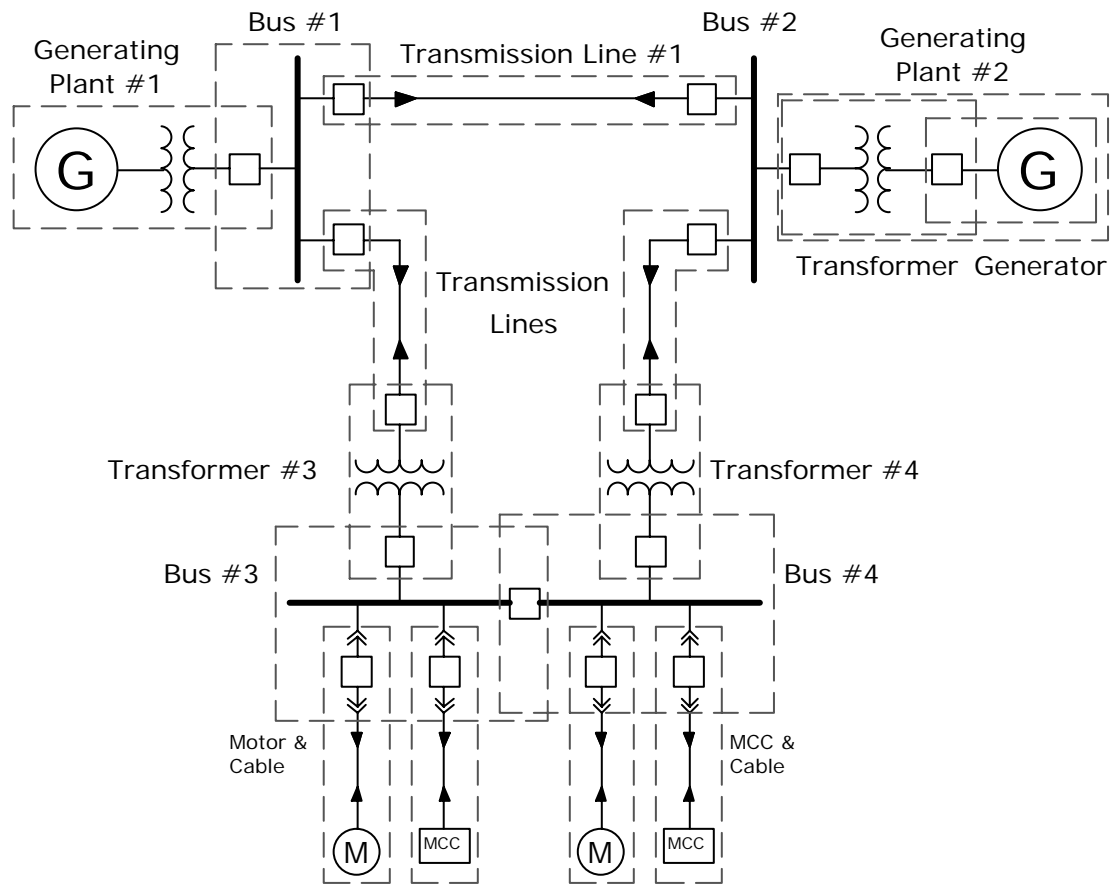 Bus #1
Bus #2
Generating
Plant #1
Transmission Line #1
Generating
Plant #2
G
G
Transformer
Generator
Transmission
Lines
Transformer #3
Transformer #4
Bus #3
Bus #4
Motor &
Cable
MCC &
Cable
M
MCC
M
MCC